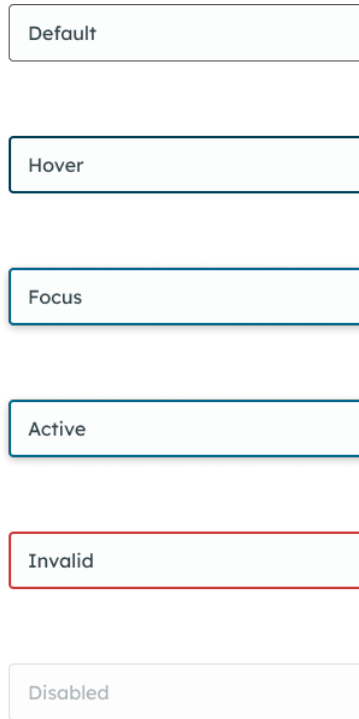 Default
Hover
Focus
Active
Invalid
Disabled